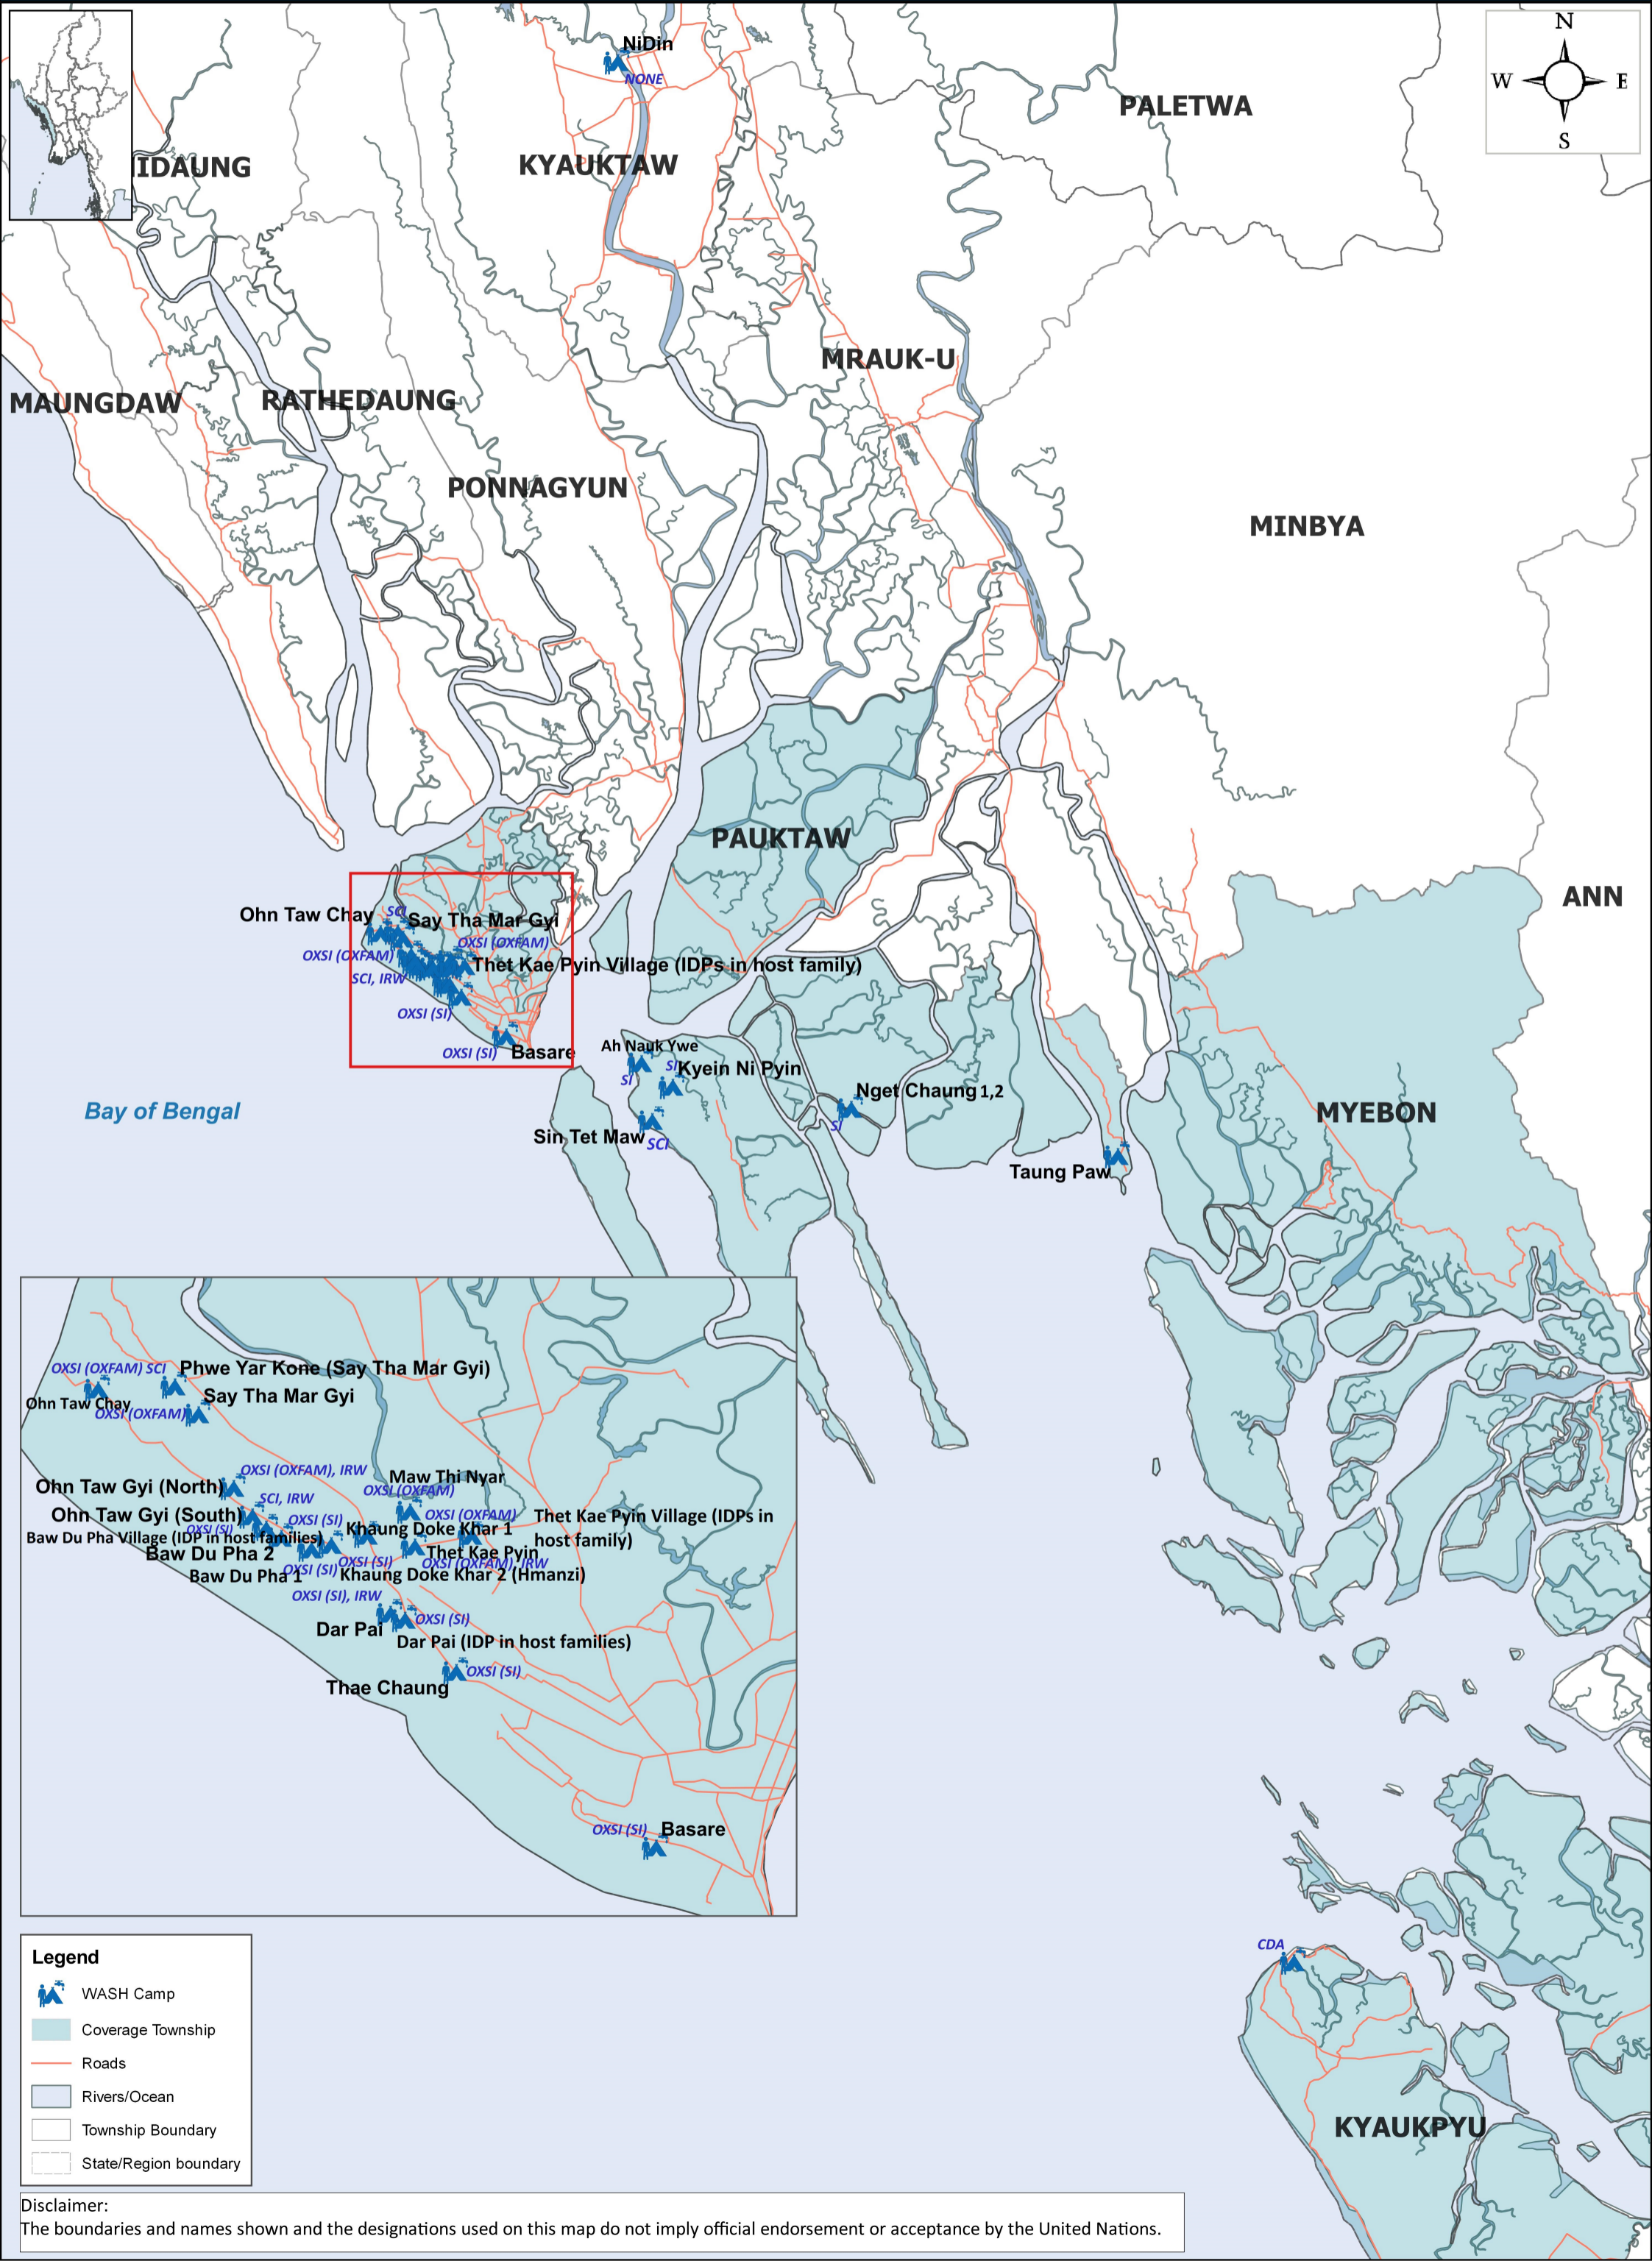 N
W
E
S
NiDin
NONE
PALETWA
IDAUNG
KYAUKTAW
MRAUK-U
MAUNGDAW
RATHEDAUNG
PONNAGYUN
MINBYA
PAUKTAW
ANN
Ohn Taw Chay
SCI
Say Tha Mar Gyi
OXSI (OXFAM)
OXSI (OXFAM)
Thet Kae Pyin Village (IDPs in host family)
SCI, IRW
OXSI (SI)
OXSI (SI)
Basare
Ah Nauk Ywe
SI
SI
Kyein Ni Pyin
Nget Chaung 1,2
SI
Bay of Bengal
MYEBON
Sin Tet Maw
SCI
Taung Paw
OXSI (OXFAM) SCI
Phwe Yar Kone (Say Tha Mar Gyi)
Ohn Taw Chay
Say Tha Mar Gyi
OXSI (OXFAM)
OXSI (OXFAM), IRW
Maw Thi Nyar
Ohn Taw Gyi (North)
OXSI (OXFAM)
SCI, IRW
Ohn Taw Gyi (South)
OXSI (SI)
OXSI (OXFAM)
Thet Kae Pyin Village (IDPs in
host family)
OXSI (SI)
Khaung Doke Khar 1
Baw Du Pha Village (IDP in host families)
Baw Du Pha 2
Thet Kae Pyin
OXSI (SI)
OXSI (SI)
OXSI (OXFAM), IRW
Baw Du Pha 1
Khaung Doke Khar 2 (Hmanzi)
OXSI (SI), IRW
Dar Pai
OXSI (SI)
Dar Pai (IDP in host families)
OXSI (SI)
Thae Chaung
OXSI (SI)
Basare
CDA
KYAUKPYU
Legend
WASH Camp
Coverage Township
Roads
Rivers/Ocean
Township Boundary
State/Region boundary
Disclaimer:
The boundaries and names shown and the designations used on this map do not imply official endorsement or acceptance by the United Nations.